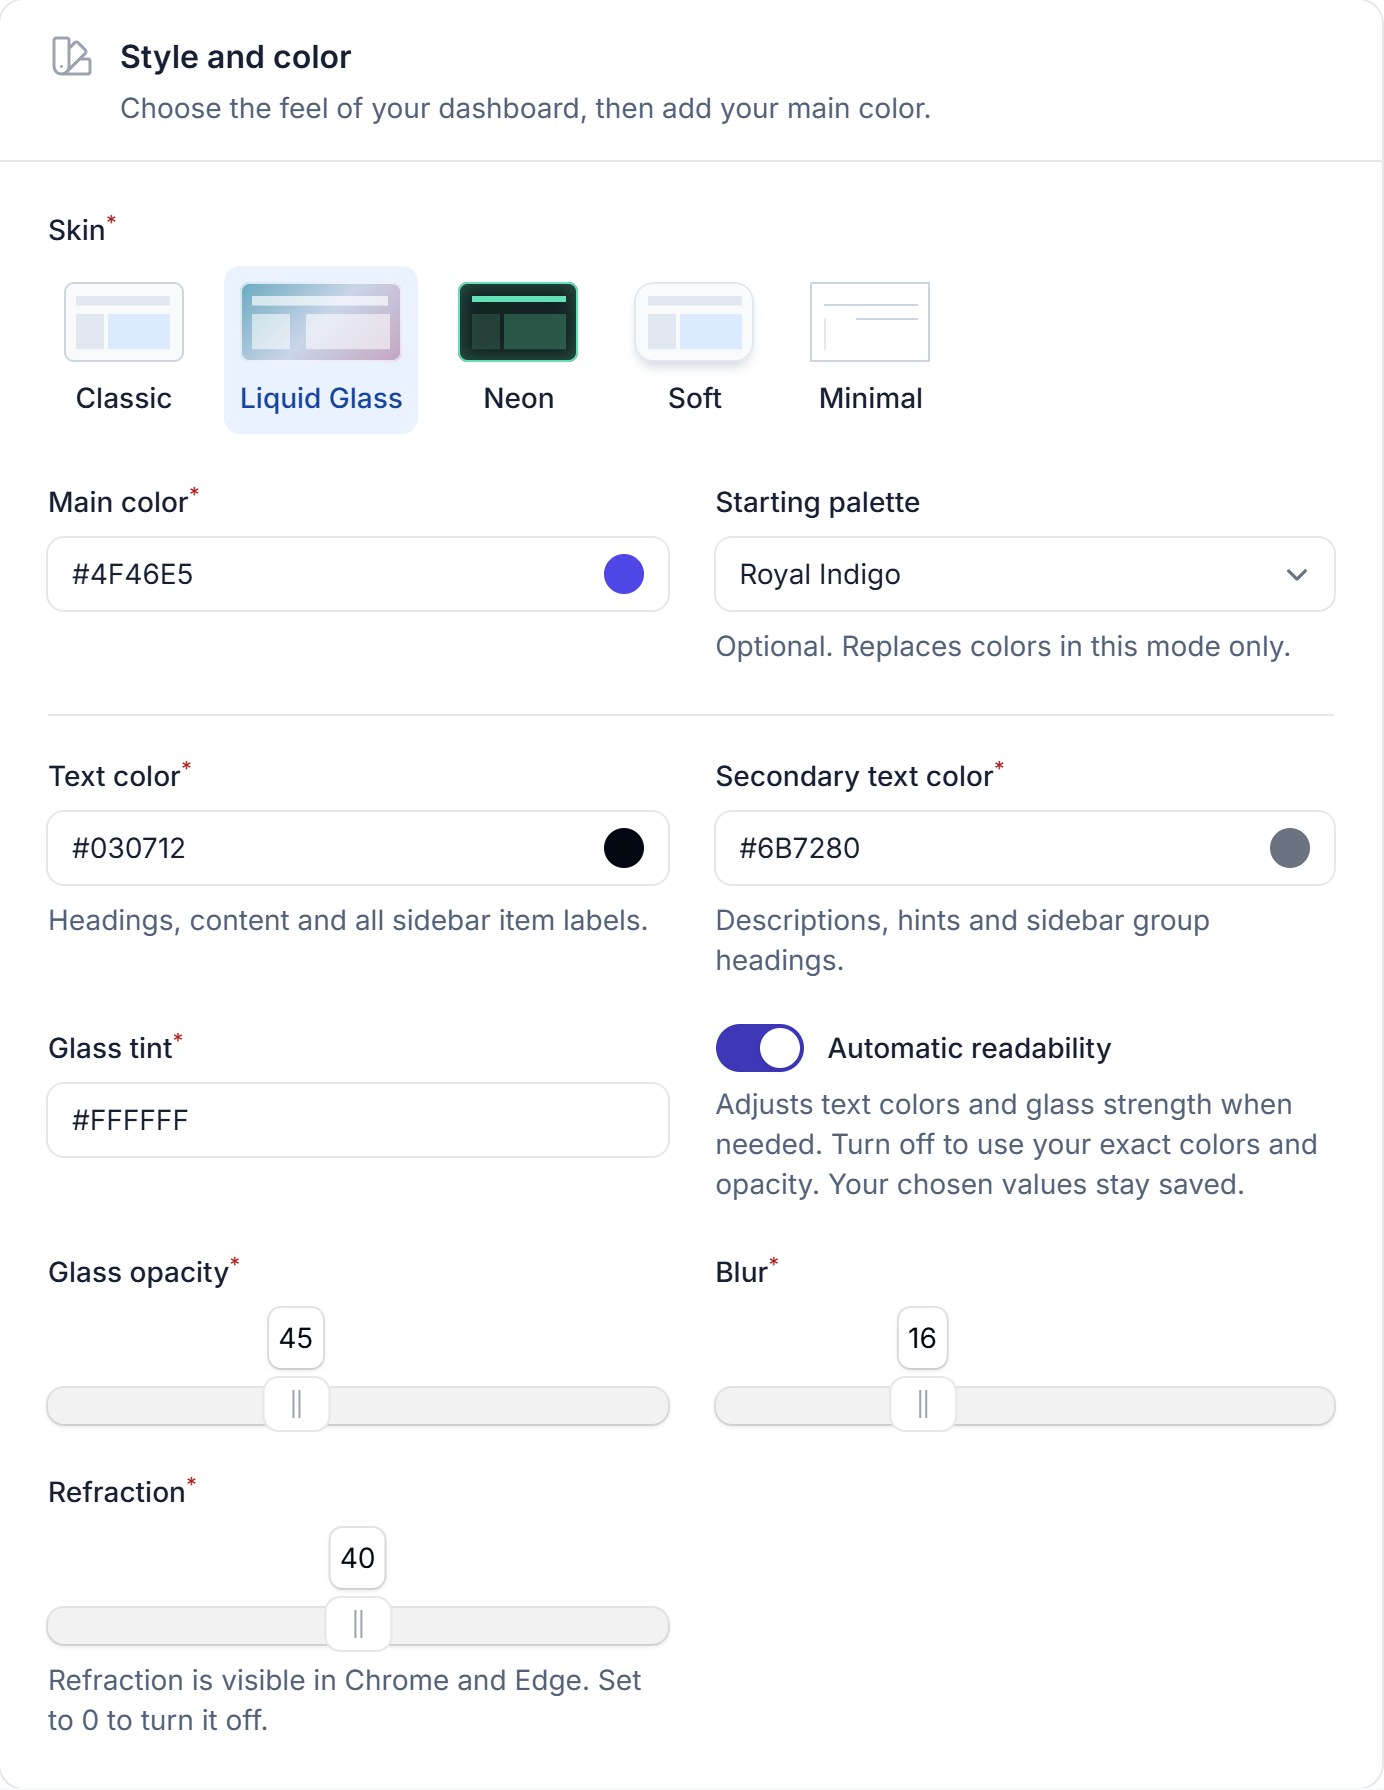 Style and color
Choose the feel of your dashboard, then add your main color.
Skin*
Classic
Liquid Glass
Neon
Soft
Minimal
Main color*
#4F46E5
Starting palette
Royal Indigo
Optional. Replaces colors in this mode only.
Text color*
#030712
Headings, content and all sidebar item labels.
Secondary text color*
#6B7280
Descriptions, hints and sidebar group
headings.
Glass tint*
#FFFFFF
Automatic readability
Adjusts text colors and glass strength when
needed. Turn off to use your exact colors and
opacity. Your chosen values stay saved.
Glass opacity*
45
Blur*
16
Refraction*
40
Refraction is visible in Chrome and Edge. Set
to 0 to turn it off.